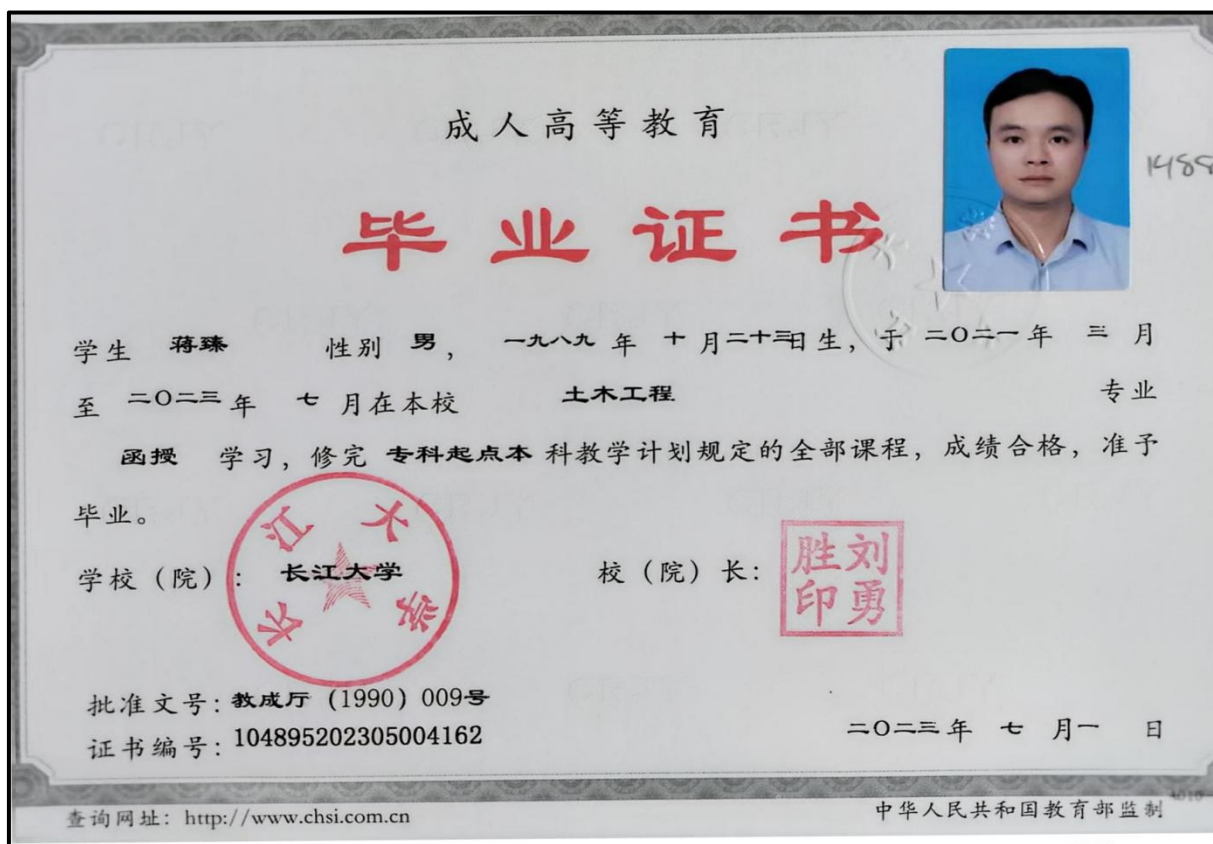 成人高等教育
1488
毕业证书
学生 蒋臻 性别 男， 一九八九 年 十 月二十三日生，于 二〇二一年 三 月
至 二〇二三年 七 月在本校 土木工程 专业
函授 学习，修完 专科起点本 科教学计划规定的全部课程，成绩合格，准予
毕业。
学校（院）： 长江大学
长江大学
校（院）长：
刘勇胜印
批准文号：教成厅（1990）009号
证书编号：104895202305004162
二〇二三年 七 月一 日
查询网址：http://www.chsi.com.cn
中华人民共和国教育部监制